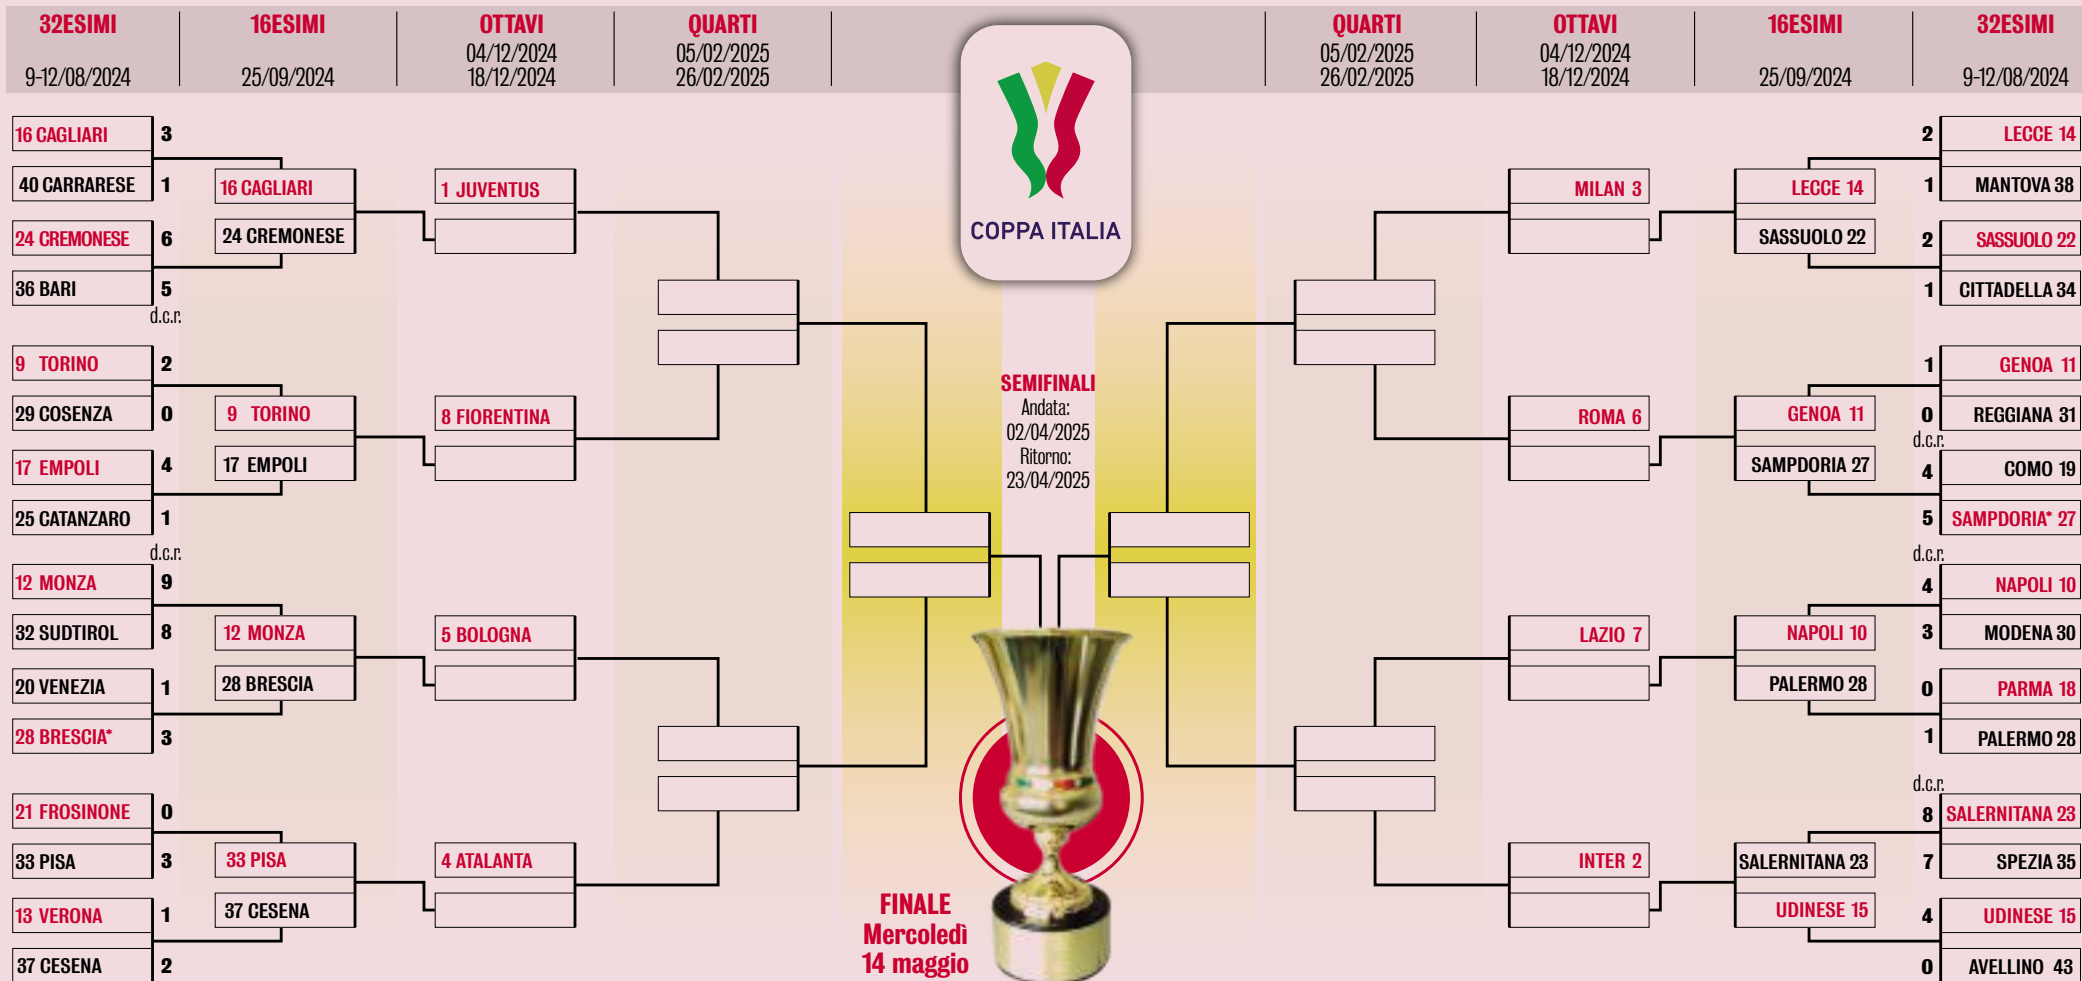 32ESIMI
9-12/08/2024
16ESIMI
25/09/2024
OTTAVI
04/12/2024
18/12/2024
QUARTI
05/02/2025
26/02/2025
QUARTI
05/02/2025
26/02/2025
OTTAVI
04/12/2024
18/12/2024
16ESIMI
25/09/2024
32ESIMI
9-12/08/2024
16 CAGLIARI 3
40 CARRARESE 1
24 CREMONESE 6
36 BARI 5
d.c.r.
9 TORINO 2
29 COSENZA 0
17 EMPOLI 4
25 CATANZARO 1
d.c.r.
12 MONZA 9
32 SUDTIROL 8
20 VENEZIA 1
28 BRESCIA* 3
21 FROSINONE 0
33 PISA 3
13 VERONA 1
37 CESENA 2
16 CAGLIARI
24 CREMONESE
9 TORINO
17 EMPOLI
12 MONZA
28 BRESCIA
33 PISA
37 CESENA
1 JUVENTUS
8 FIORENTINA
5 BOLOGNA
4 ATALANTA
COPPA ITALIA
SEMIFINALI
Andata:
02/04/2025
Ritorno:
23/04/2025
FINALE
Mercoledì
14 maggio
MILAN 3
ROMA 6
LAZIO 7
INTER 2
LECCE 14
SASSUOLO 22
GENOA 11
SAMPDORIA 27
NAPOLI 10
PALERMO 28
SALERNITANA 23
UDINESE 15
2 LECCE 14
1 MANTOVA 38
2 SASSUOLO 22
1 CITTADELLA 34
1 GENOA 11
0 REGGIANA 31
d.c.r.
4 COMO 19
5 SAMPDORIA* 27
d.c.r.
4 NAPOLI 10
3 MODENA 30
0 PARMA 18
1 PALERMO 28
d.c.r.
8 SALERNITANA 23
7 SPEZIA 35
4 UDINESE 15
0 AVELLINO 43